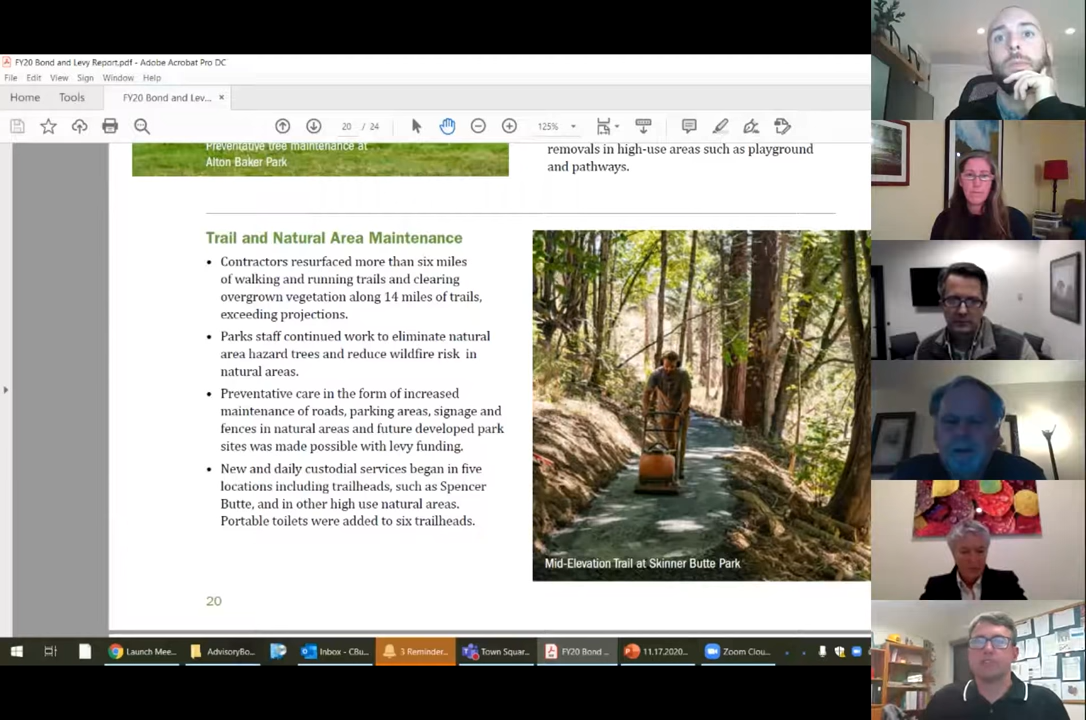 FY20 Bond and Levy Report.pdf - Adobe Acrobat Pro DC
File Edit View Sign Window Help
Home Tools FY20 Bond and Lev... ×
20 / 24 125%
Preventative tree maintenance at
Alton Baker Park
removals in high-use areas such as playground
and pathways.
Trail and Natural Area Maintenance
• Contractors resurfaced more than six miles
of walking and running trails and clearing
overgrown vegetation along 14 miles of trails,
exceeding projections.
• Parks staff continued work to eliminate natural
area hazard trees and reduce wildfire risk in
natural areas.
• Preventative care in the form of increased
maintenance of roads, parking areas, signage and
fences in natural areas and future developed park
sites was made possible with levy funding.
• New and daily custodial services began in five
locations including trailheads, such as Spencer
Butte, and in other high use natural areas.
Portable toilets were added to six trailheads.
Mid-Elevation Trail at Skinner Butte Park
20
Launch Mee... AdvisoryBo... Inbox - CBu... 3 Reminder... Town Squar... FY20 Bond ... 11.17.2020... Zoom Clou...